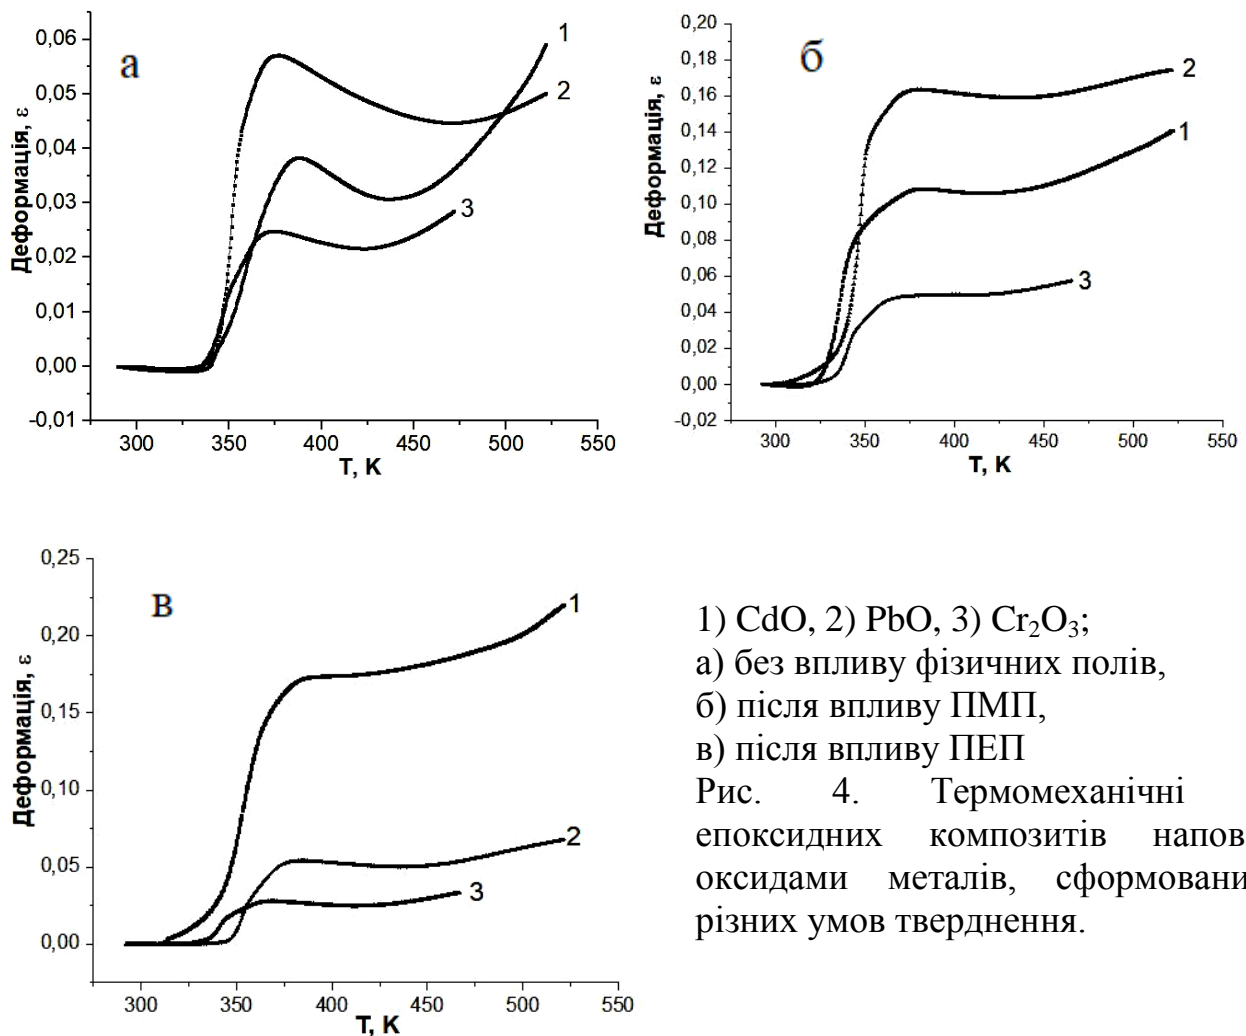 а
0,06
0,05
0,04
0,03
0,02
0,01
0,00
-0,01
Деформація, ε
300 350 400 450 500 550
T, K
1
2
3
б
0,20
0,18
0,16
0,14
0,12
0,10
0,08
0,06
0,04
0,02
0,00
-0,02
Деформація, ε
300 350 400 450 500 550
T, K
2
1
3
в
0,25
0,20
0,15
0,10
0,05
0,00
Деформація, ε
300 350 400 450 500 550
T, K
1
2
3
1) CdO, 2) PbO, 3) Cr₂O₃;
а) без впливу фізичних полів,
б) після впливу ПМП,
в) після впливу ПЕП
Рис. 4. Термомеханічні
епоксидних композитів напов
оксидами металів, сформовани
різних умов тверднення.